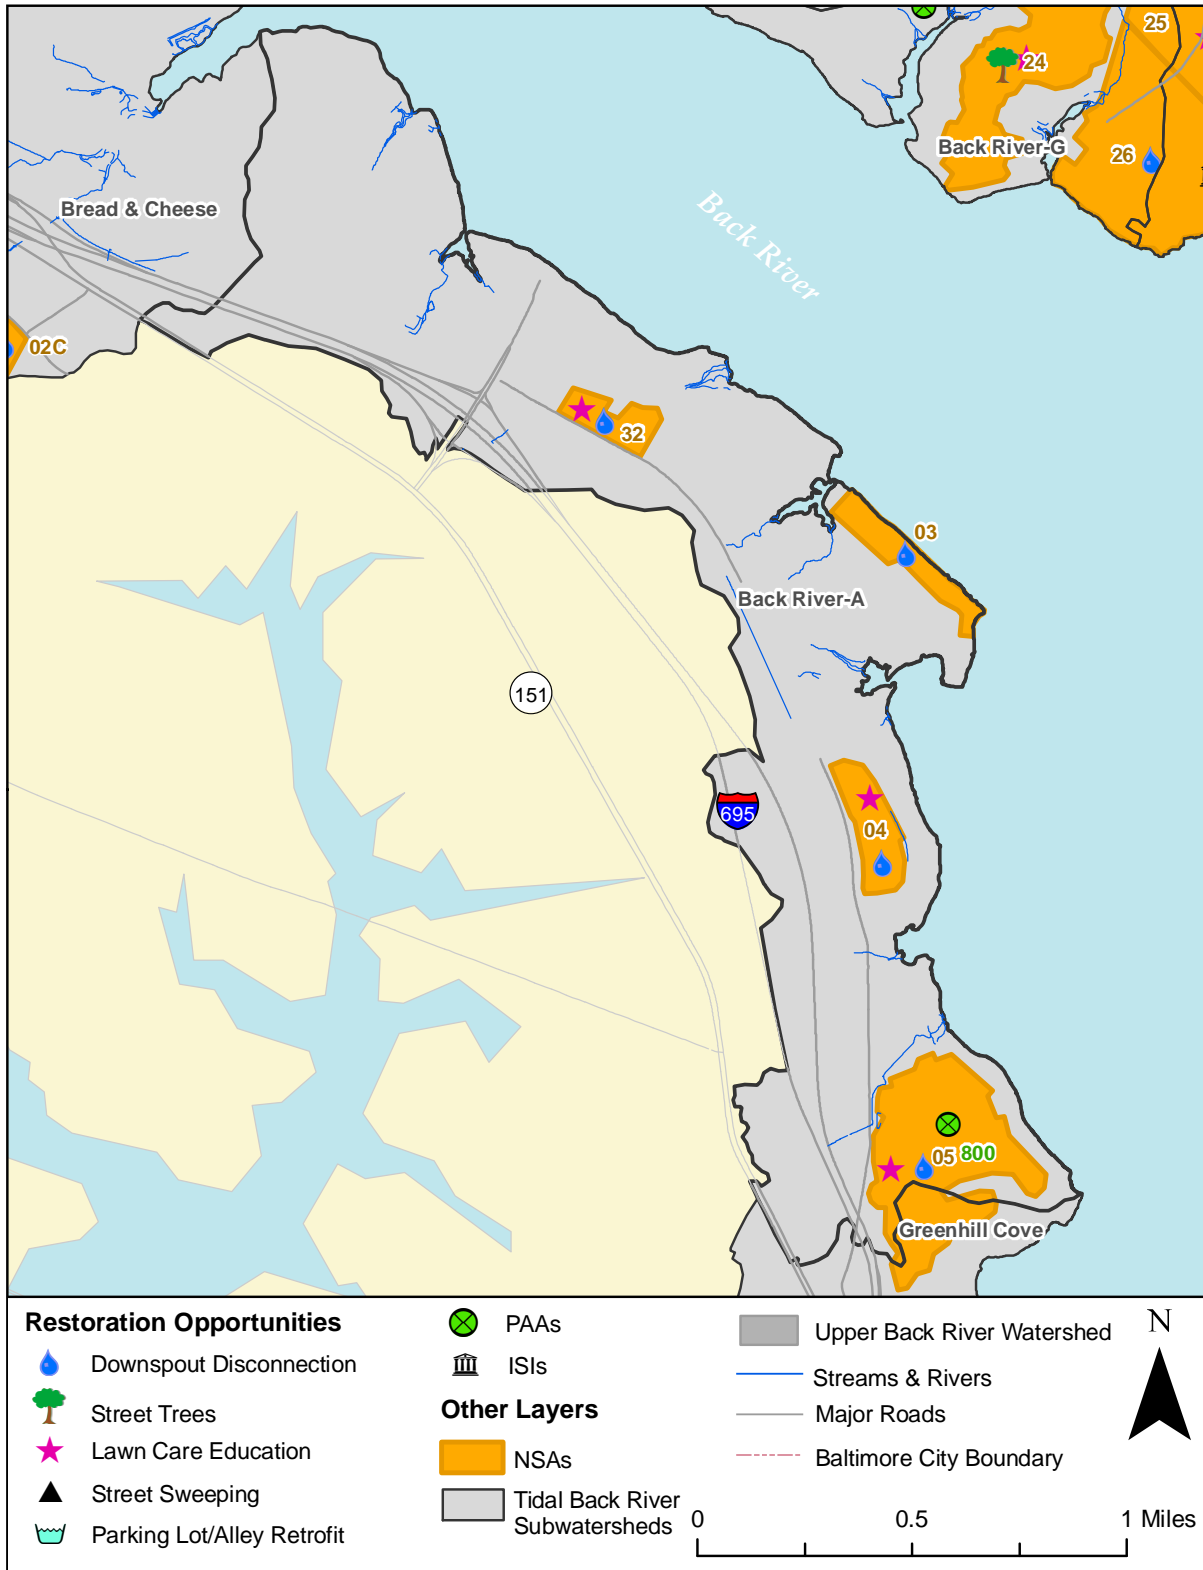 25
24
Back River-G
26
Bread & Cheese
Back River
02C
32
03
Back River-A
151
695
04
05 800
Greenhill Cove
Restoration Opportunities
Downspout Disconnection
Street Trees
Lawn Care Education
Street Sweeping
Parking Lot/Alley Retrofit
PAAs
ISIs
Other Layers
NSAs
Tidal Back River
Subwatersheds
Upper Back River Watershed
Streams & Rivers
Major Roads
Baltimore City Boundary
N
0 0.5 1 Miles